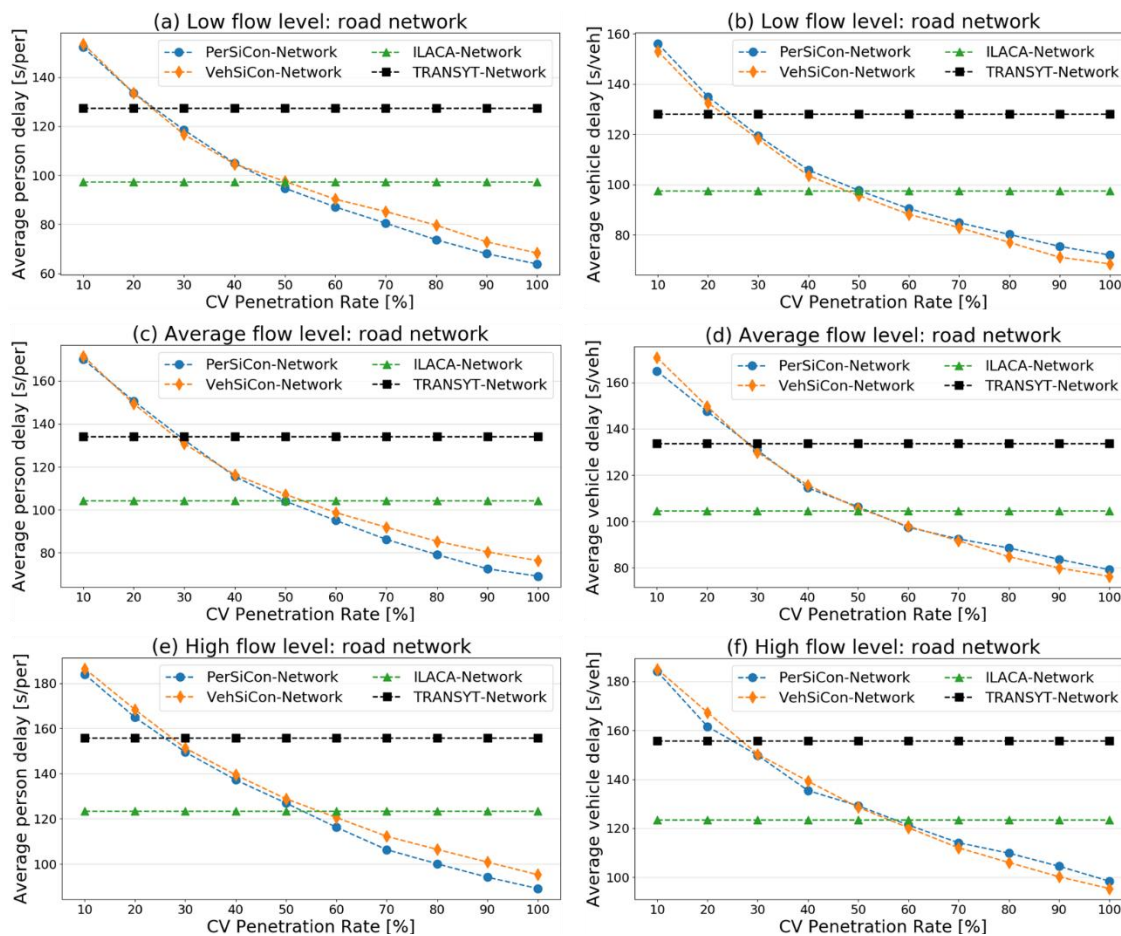 (a) Low flow level: road network
Average person delay [s/per]
PerSiCon-Network
VehSiCon-Network
ILACA-Network
TRANSYT-Network
140
120
100
80
60
10 20 30 40 50 60 70 80 90 100
CV Penetration Rate [%]
(b) Low flow level: road network
Average vehicle delay [s/veh]
PerSiCon-Network
VehSiCon-Network
ILACA-Network
TRANSYT-Network
160
140
120
100
80
10 20 30 40 50 60 70 80 90 100
CV Penetration Rate [%]
(c) Average flow level: road network
Average person delay [s/per]
PerSiCon-Network
VehSiCon-Network
ILACA-Network
TRANSYT-Network
160
140
120
100
80
10 20 30 40 50 60 70 80 90 100
CV Penetration Rate [%]
(d) Average flow level: road network
Average vehicle delay [s/veh]
PerSiCon-Network
VehSiCon-Network
ILACA-Network
TRANSYT-Network
160
140
120
100
80
10 20 30 40 50 60 70 80 90 100
CV Penetration Rate [%]
(e) High flow level: road network
Average person delay [s/per]
PerSiCon-Network
VehSiCon-Network
ILACA-Network
TRANSYT-Network
180
160
140
120
100
10 20 30 40 50 60 70 80 90 100
CV Penetration Rate [%]
(f) High flow level: road network
Average vehicle delay [s/veh]
PerSiCon-Network
VehSiCon-Network
ILACA-Network
TRANSYT-Network
180
160
140
120
100
10 20 30 40 50 60 70 80 90 100
CV Penetration Rate [%]